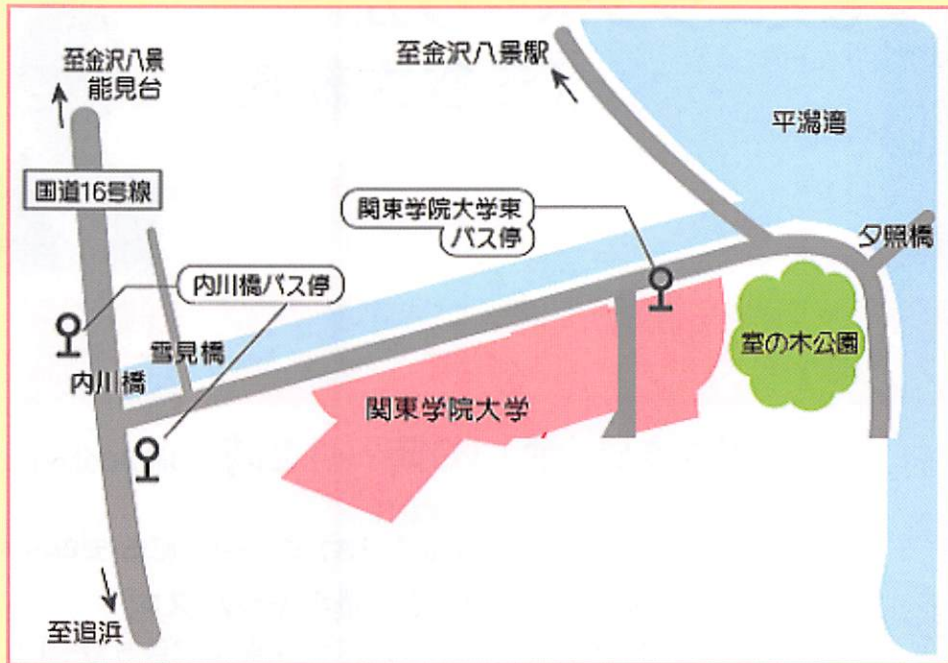 至金沢八景
能見台
至金沢八景駅
平潟湾
国道16号線
関東学院大学東
バス停
夕照橋
内川橋バス停
雪見橋
室の木公園
内川橋
関東学院大学
至追浜